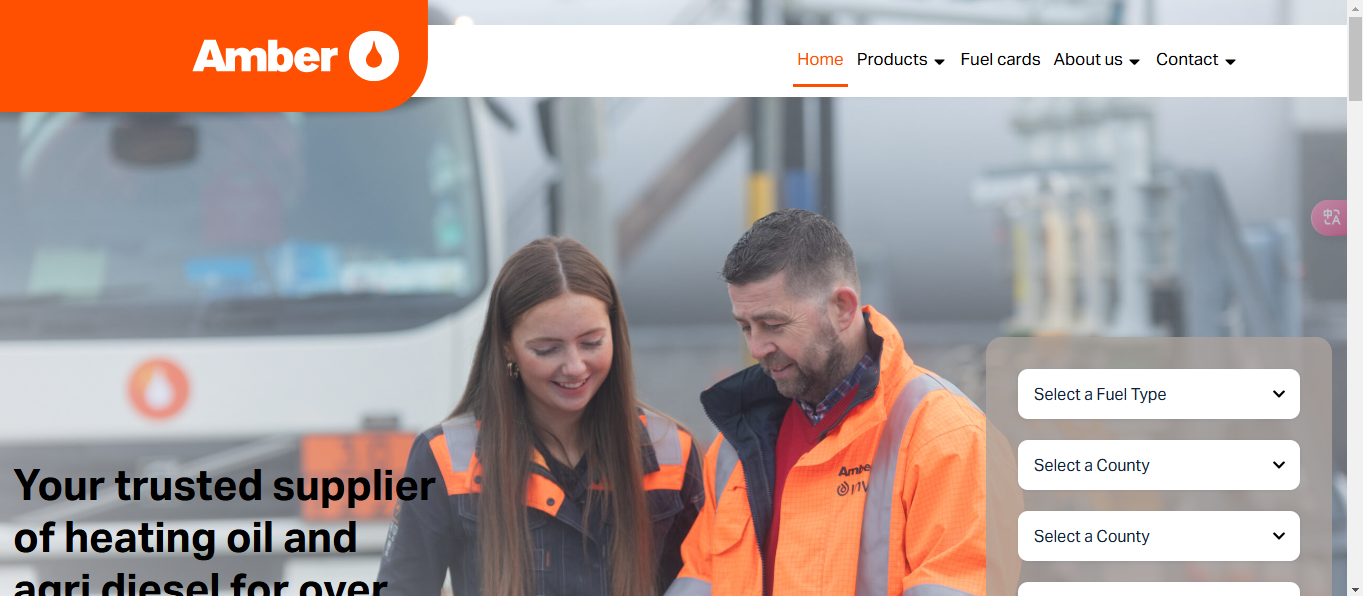 Amber
Home Products Fuel cards About us Contact
中
A
Select a Fuel Type
Select a County
Select a County
Your trusted supplier
of heating oil and
agri diesel for over